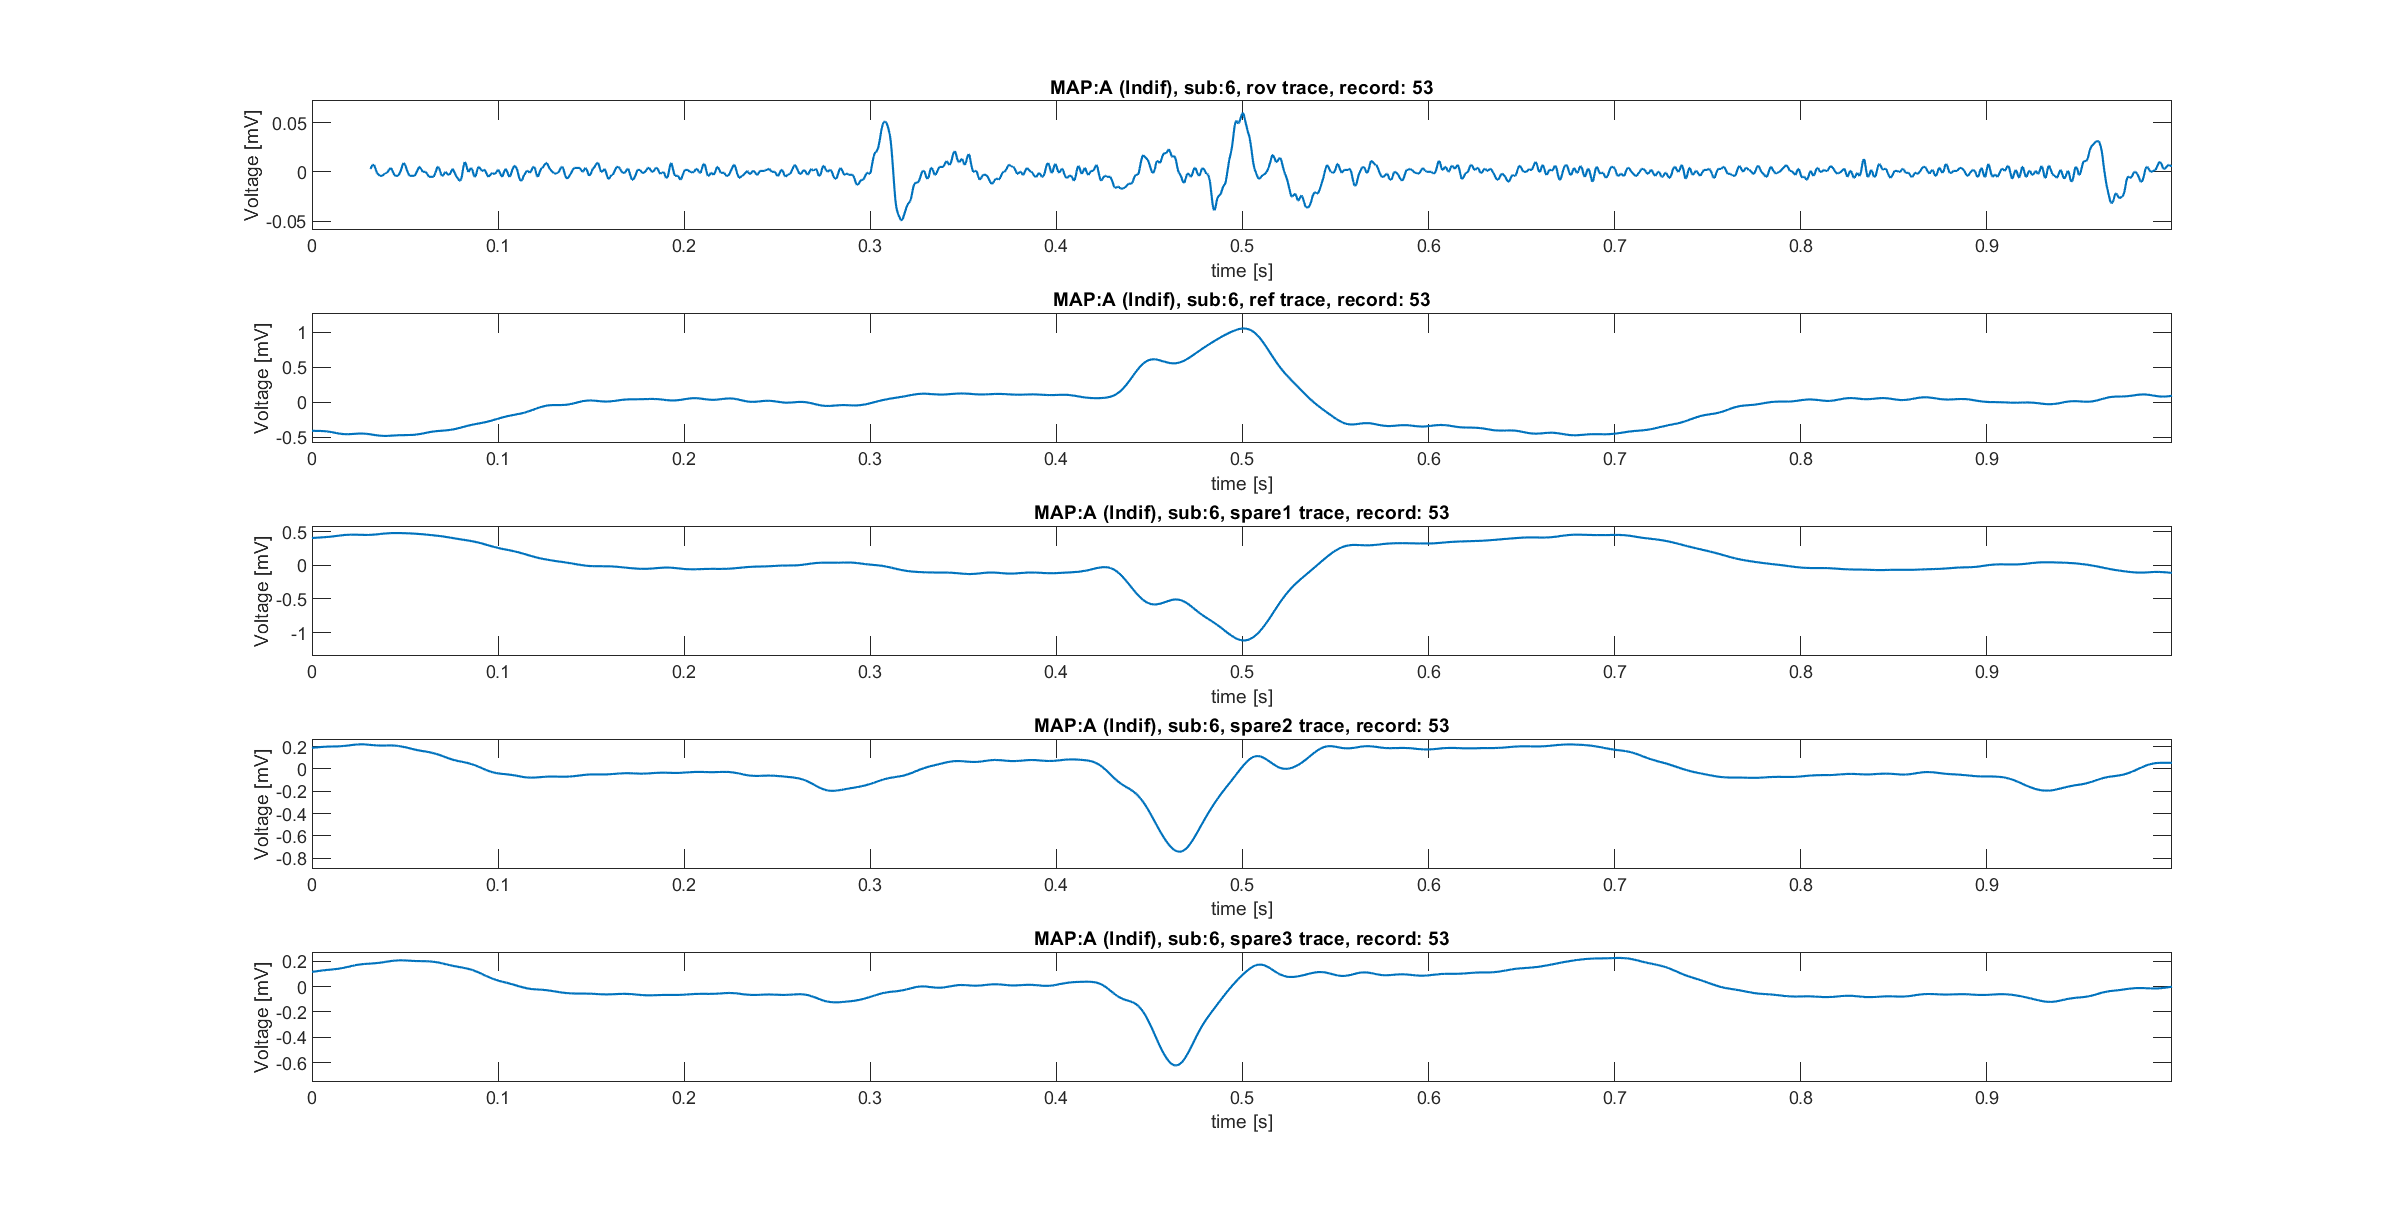 MAP:A (Indif), sub:6, rov trace, record: 53
Voltage [mV]
0.05
0
-0.05
0 0.1 0.2 0.3 0.4 0.5 0.6 0.7 0.8 0.9
time [s]
MAP:A (Indif), sub:6, ref trace, record: 53
Voltage [mV]
1
0.5
0
-0.5
0 0.1 0.2 0.3 0.4 0.5 0.6 0.7 0.8 0.9
time [s]
MAP:A (Indif), sub:6, spare1 trace, record: 53
Voltage [mV]
0.5
0
-0.5
-1
0 0.1 0.2 0.3 0.4 0.5 0.6 0.7 0.8 0.9
time [s]
MAP:A (Indif), sub:6, spare2 trace, record: 53
Voltage [mV]
0.2
0
-0.2
-0.4
-0.6
-0.8
0 0.1 0.2 0.3 0.4 0.5 0.6 0.7 0.8 0.9
time [s]
MAP:A (Indif), sub:6, spare3 trace, record: 53
Voltage [mV]
0.2
0
-0.2
-0.4
-0.6
0 0.1 0.2 0.3 0.4 0.5 0.6 0.7 0.8 0.9
time [s]